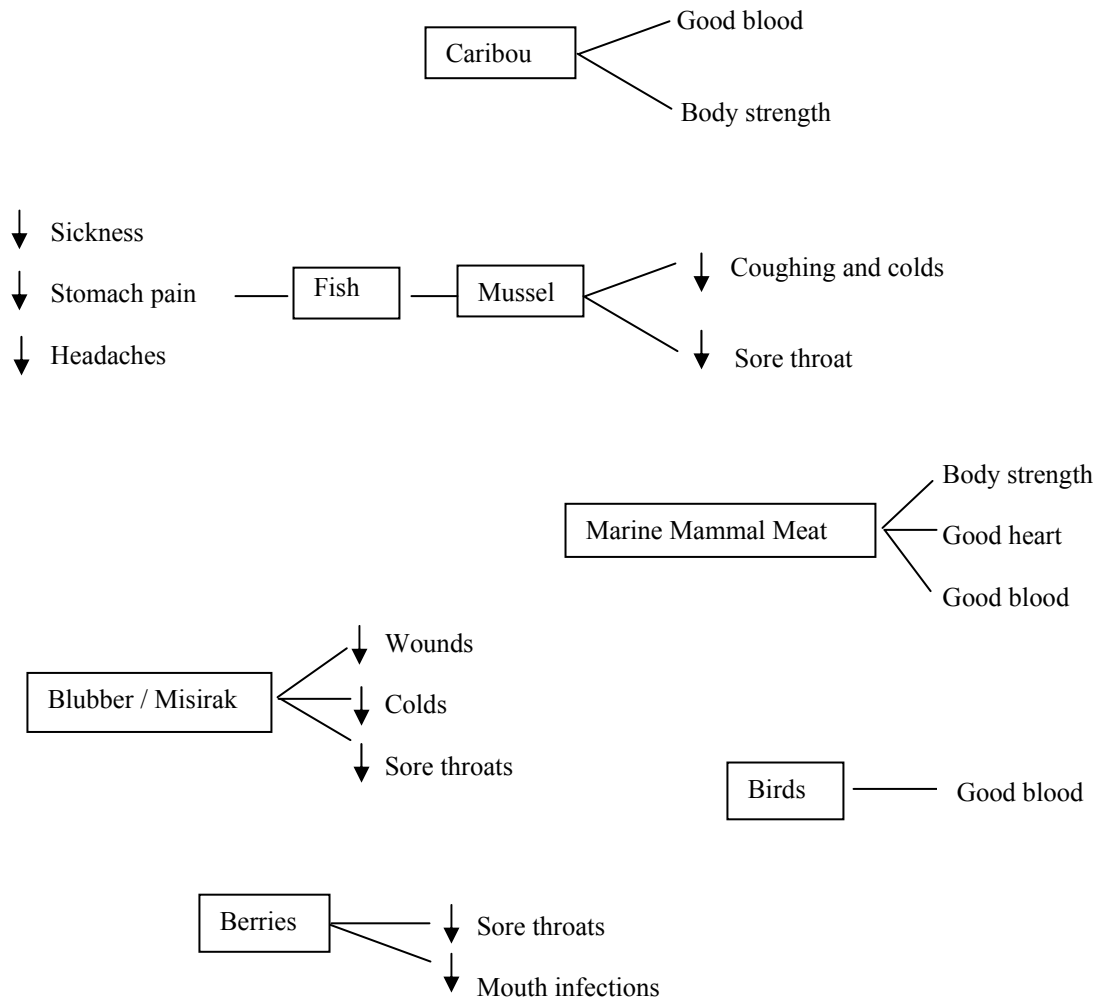 Good blood
Caribou
Body strength
Sickness
Stomach pain
Headaches
Fish
Mussel
Coughing and colds
Sore throat
Body strength
Marine Mammal Meat
Good heart
Good blood
Wounds
Blubber / Misirak
Colds
Sore throats
Birds
Good blood
Berries
Sore throats
Mouth infections